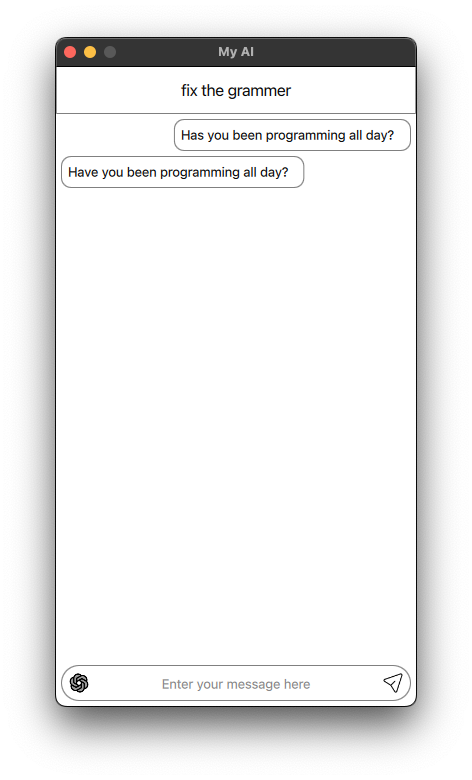 My AI
fix the grammer
Has you been programming all day?
Have you been programming all day?
Enter your message here